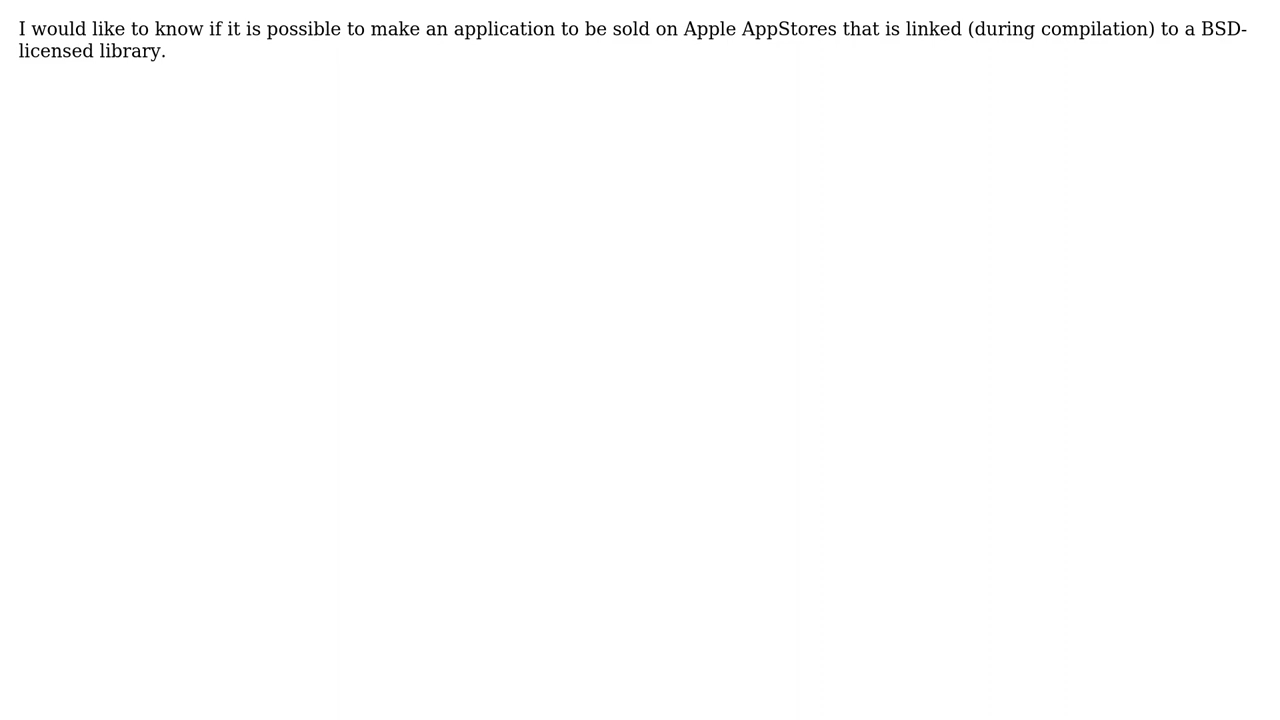 I would like to know if it is possible to make an application to be sold on Apple AppStores that is linked (during compilation) to a BSD-
licensed library.